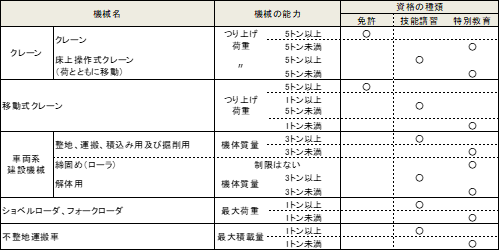 機械名 機械の能力 資格の種類
免許 技能講習 特別教育
クレーン クレーン つり上げ荷重 5トン以上 ○
5トン未満 ○
床上操作式クレーン（荷とともに移動） 〃 5トン以上 ○
5トン未満 ○
移動式クレーン つり上げ荷重 5トン以上 ○
1トン以上5トン未満 ○
1トン未満 ○
車両系建設機械 整地、運搬、積込み用及び掘削用 機体質量 3トン以上 ○
3トン未満 ○
締固め（ローラ） 制限はない ○
解体用 機体質量 3トン以上 ○
3トン未満 ○
ショベルローダ、フォークローダ 最大荷重 1トン以上 ○
1トン未満 ○
不整地運搬車 最大積載量 1トン以上 ○
1トン未満 ○